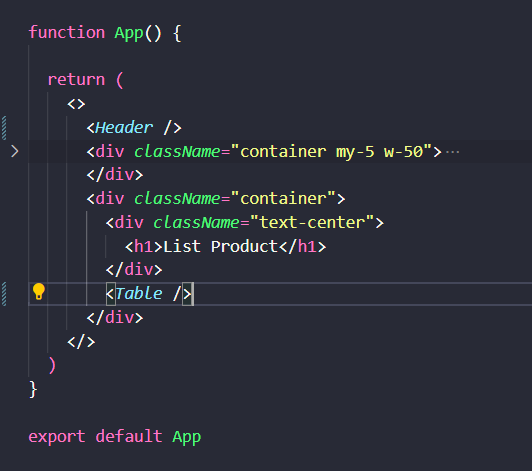 function App() {
return (
<>
<Header />
<div className="container my-5 w-50">…
</div>
<div className="container">
<div className="text-center">
<h1>List Product</h1>
</div>
<Table />
</div>
</>
)
}
export default App